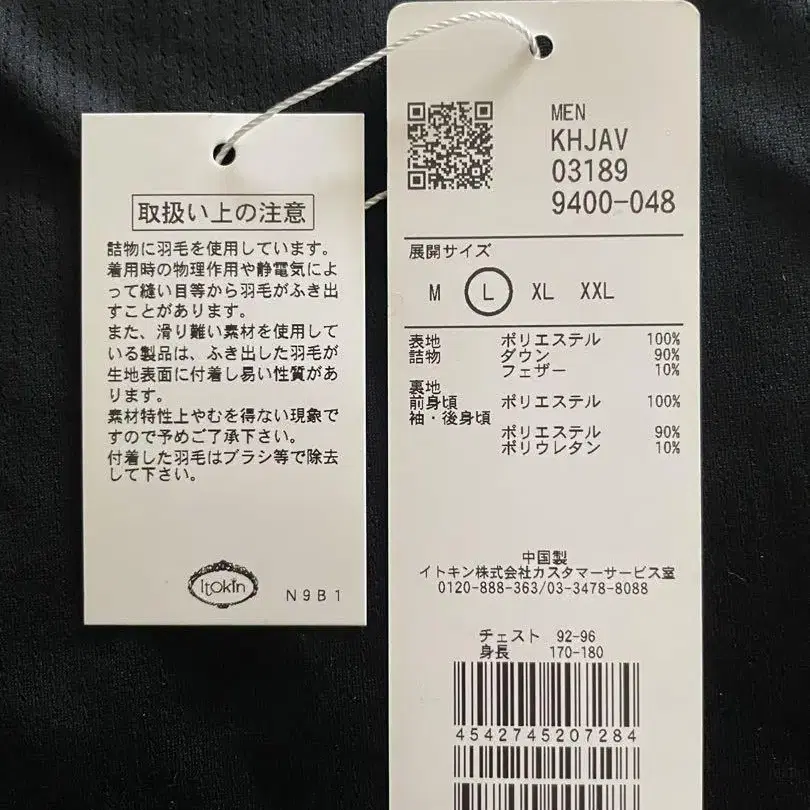 取扱い上の注意
詰物に羽毛を使用しています。
着用時の物理作用や静電気によ
って縫い目等から羽毛がふき出
すことがあります。
また、滑り難い素材を使用して
いる製品は、ふき出した羽毛が
生地表面に付着し易い性質があ
ります。
素材特性上やむを得ない現象で
すので予めご了承下さい。
付着した羽毛はブラシ等で除去
して下さい。
Itokin
N9B1
MEN
KHJAV
03189
9400-048
展開サイズ
M L XL XXL
表地 ポリエステル 100%
詰物 ダウン 90%
フェザー 10%
裏地
前身頃 ポリエステル 100%
袖・後身頃
ポリエステル 90%
ポリウレタン 10%
中国製
イトキン株式会社カスタマーサービス室
0120-888-363/03-3478-8088
チェスト 92-96
身長 170-180
4542745207284